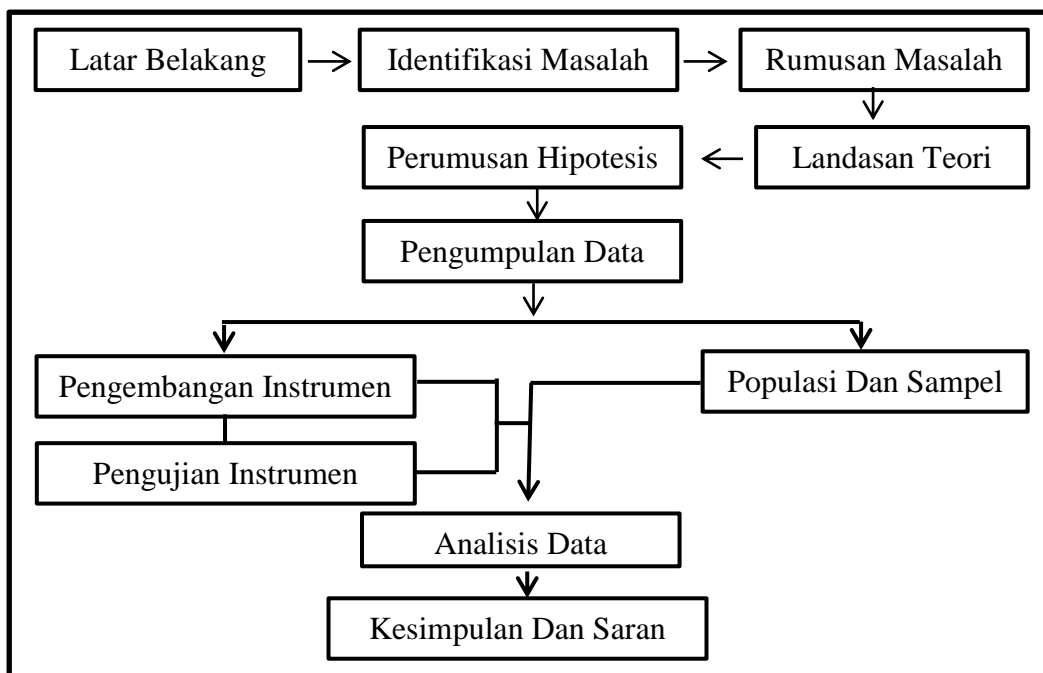 Latar Belakang
Identifikasi Masalah
Rumusan Masalah
Landasan Teori
Perumusan Hipotesis
Pengumpulan Data
Pengembangan Instrumen
Populasi Dan Sampel
Pengujian Instrumen
Analisis Data
Kesimpulan Dan Saran